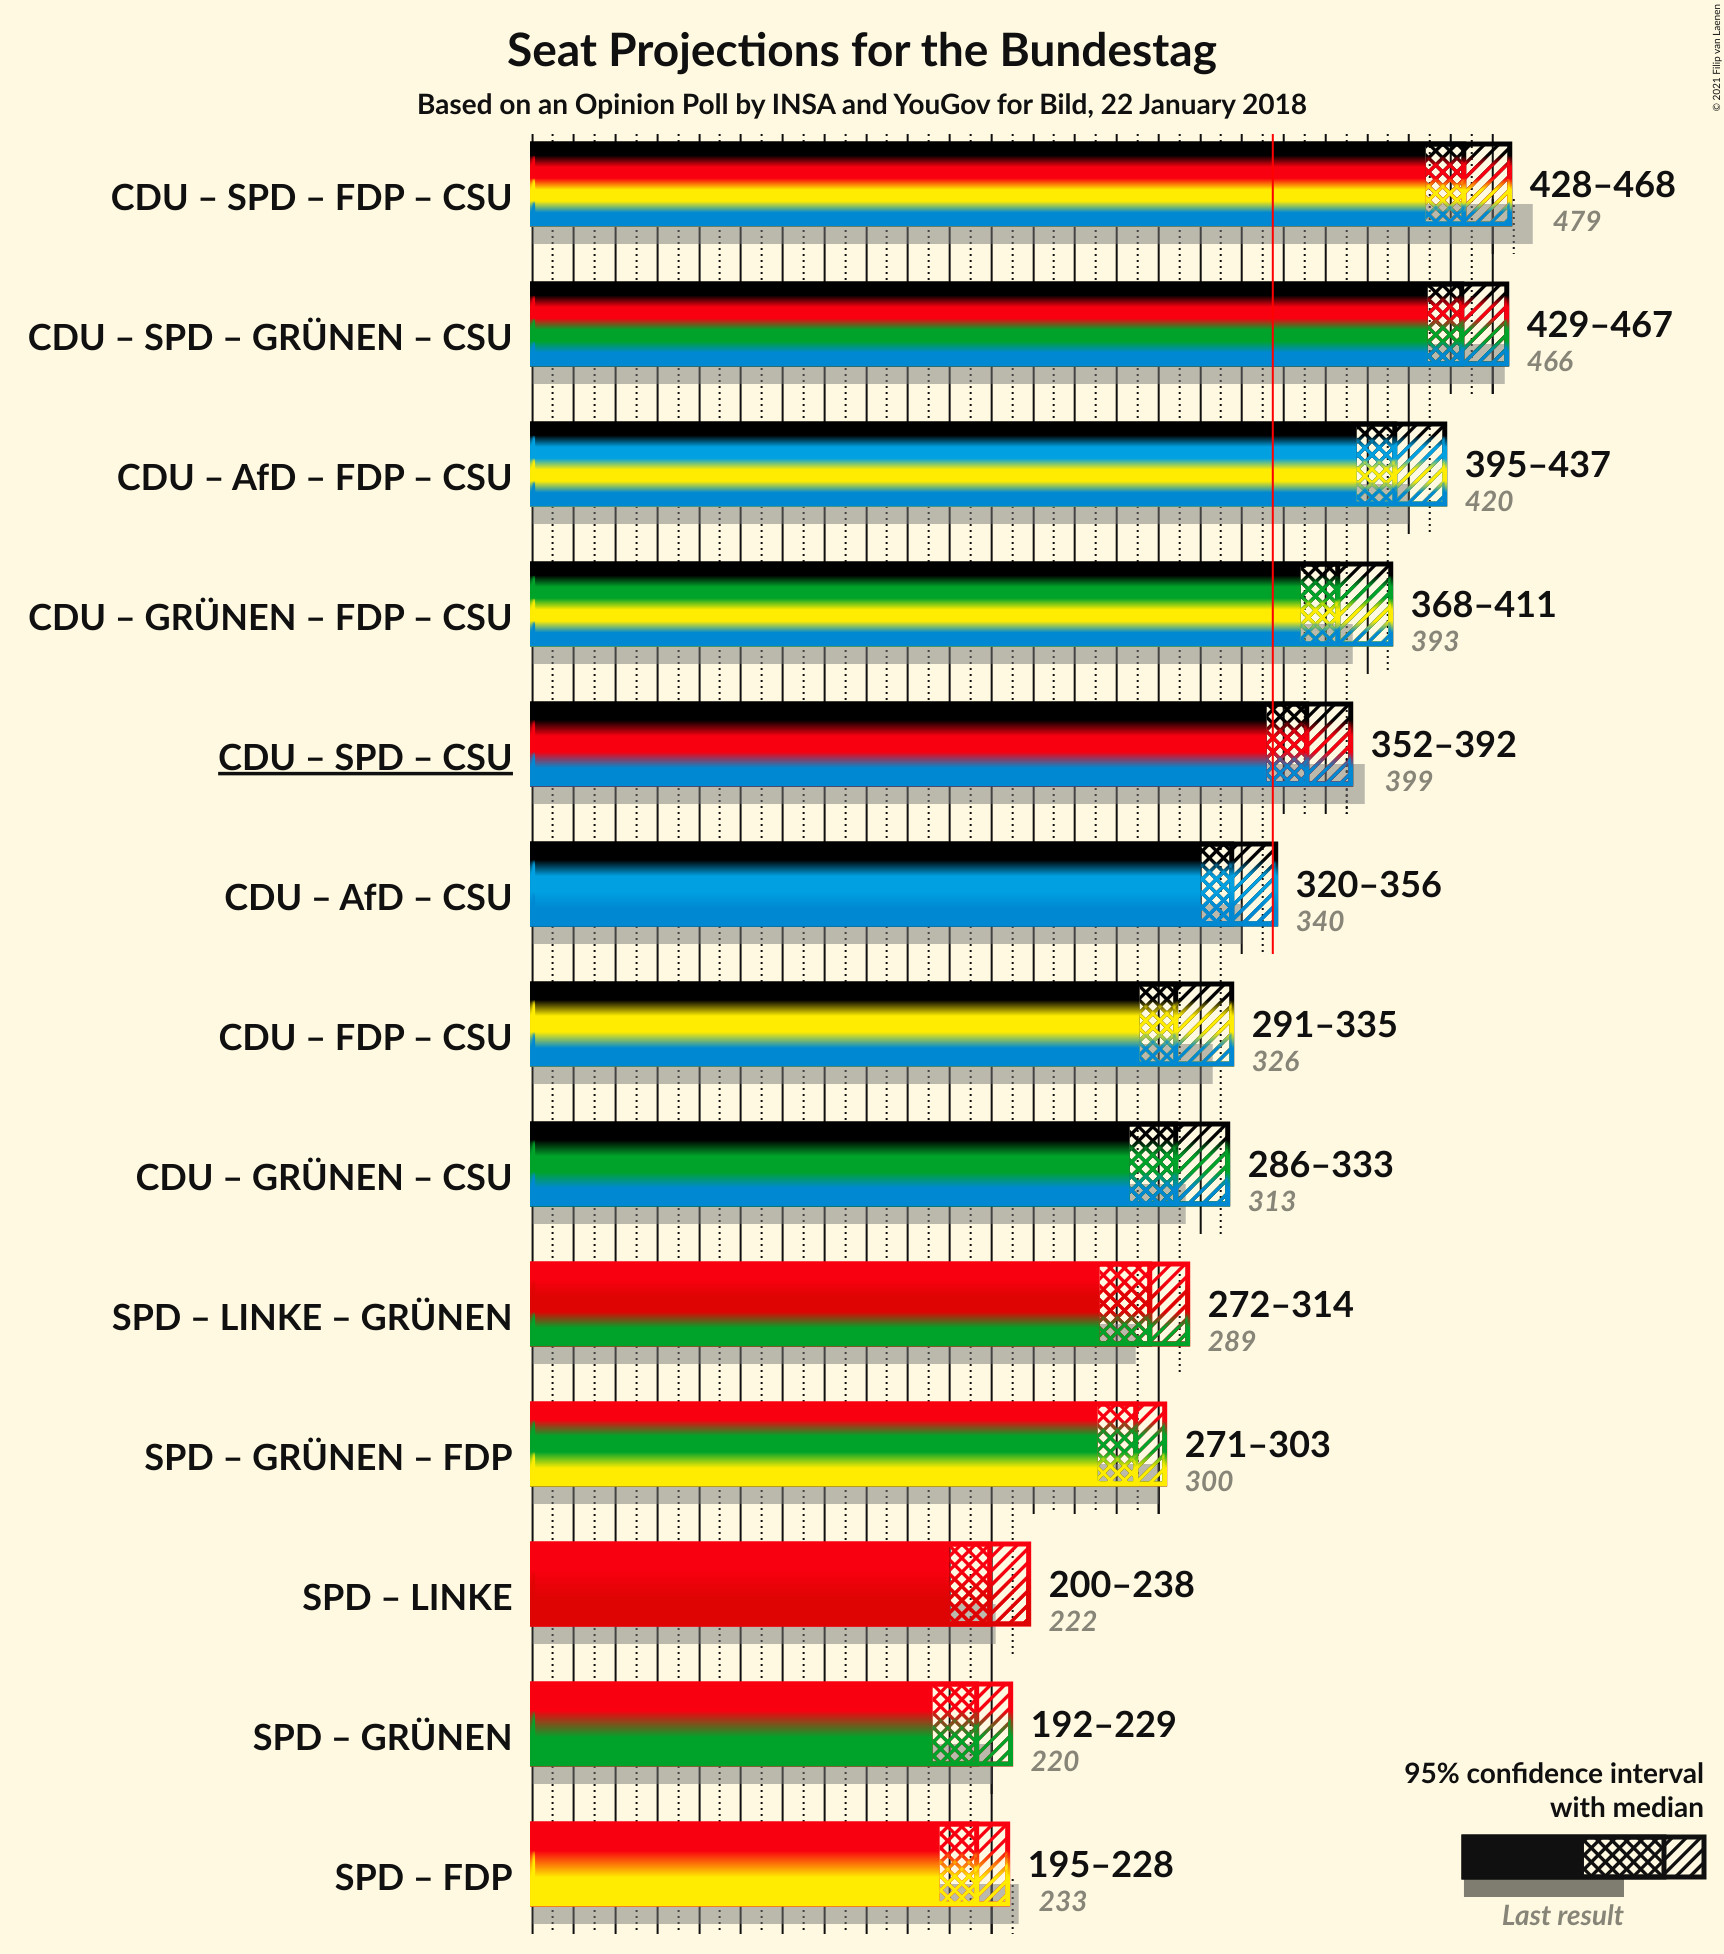 Seat Projections for the Bundestag
Based on an Opinion Poll by INSA and YouGov for Bild, 22 January 2018
© 2021 Filip van Laenen
CDU – SPD – FDP – CSU
428–468
479
CDU – SPD – GRÜNEN – CSU
429–467
466
CDU – AfD – FDP – CSU
395–437
420
CDU – GRÜNEN – FDP – CSU
368–411
393
CDU – SPD – CSU
352–392
399
CDU – AfD – CSU
320–356
340
CDU – FDP – CSU
291–335
326
CDU – GRÜNEN – CSU
286–333
313
SPD – LINKE – GRÜNEN
272–314
289
SPD – GRÜNEN – FDP
271–303
300
SPD – LINKE
200–238
222
SPD – GRÜNEN
192–229
220
SPD – FDP
195–228
233
95% confidence interval
with median
Last result